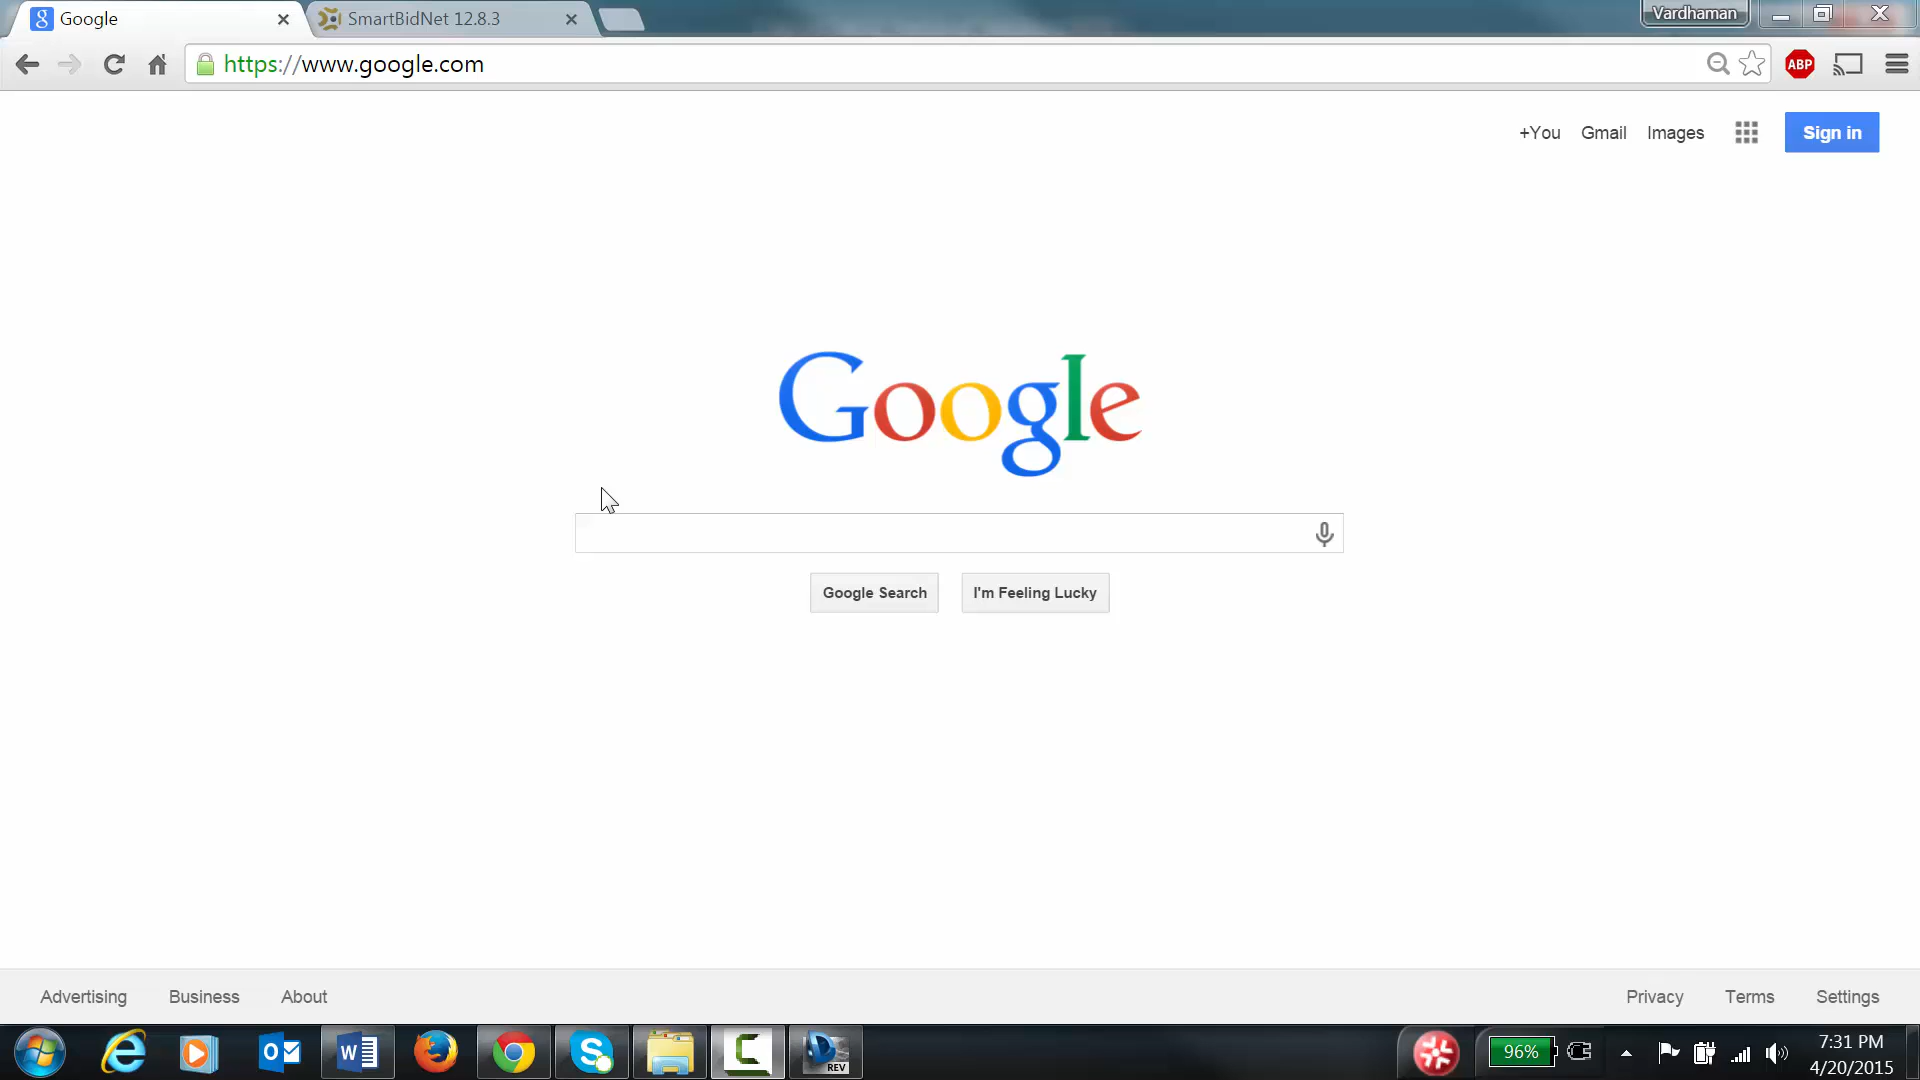 Google
SmartBidNet 12.8.3
Vardhaman
https://www.google.com
ABP
+You
Gmail
Images
Sign in
Google
Google Search
I'm Feeling Lucky
Advertising
Business
About
Privacy
Terms
Settings
REV
96%
7:31 PM
4/20/2015